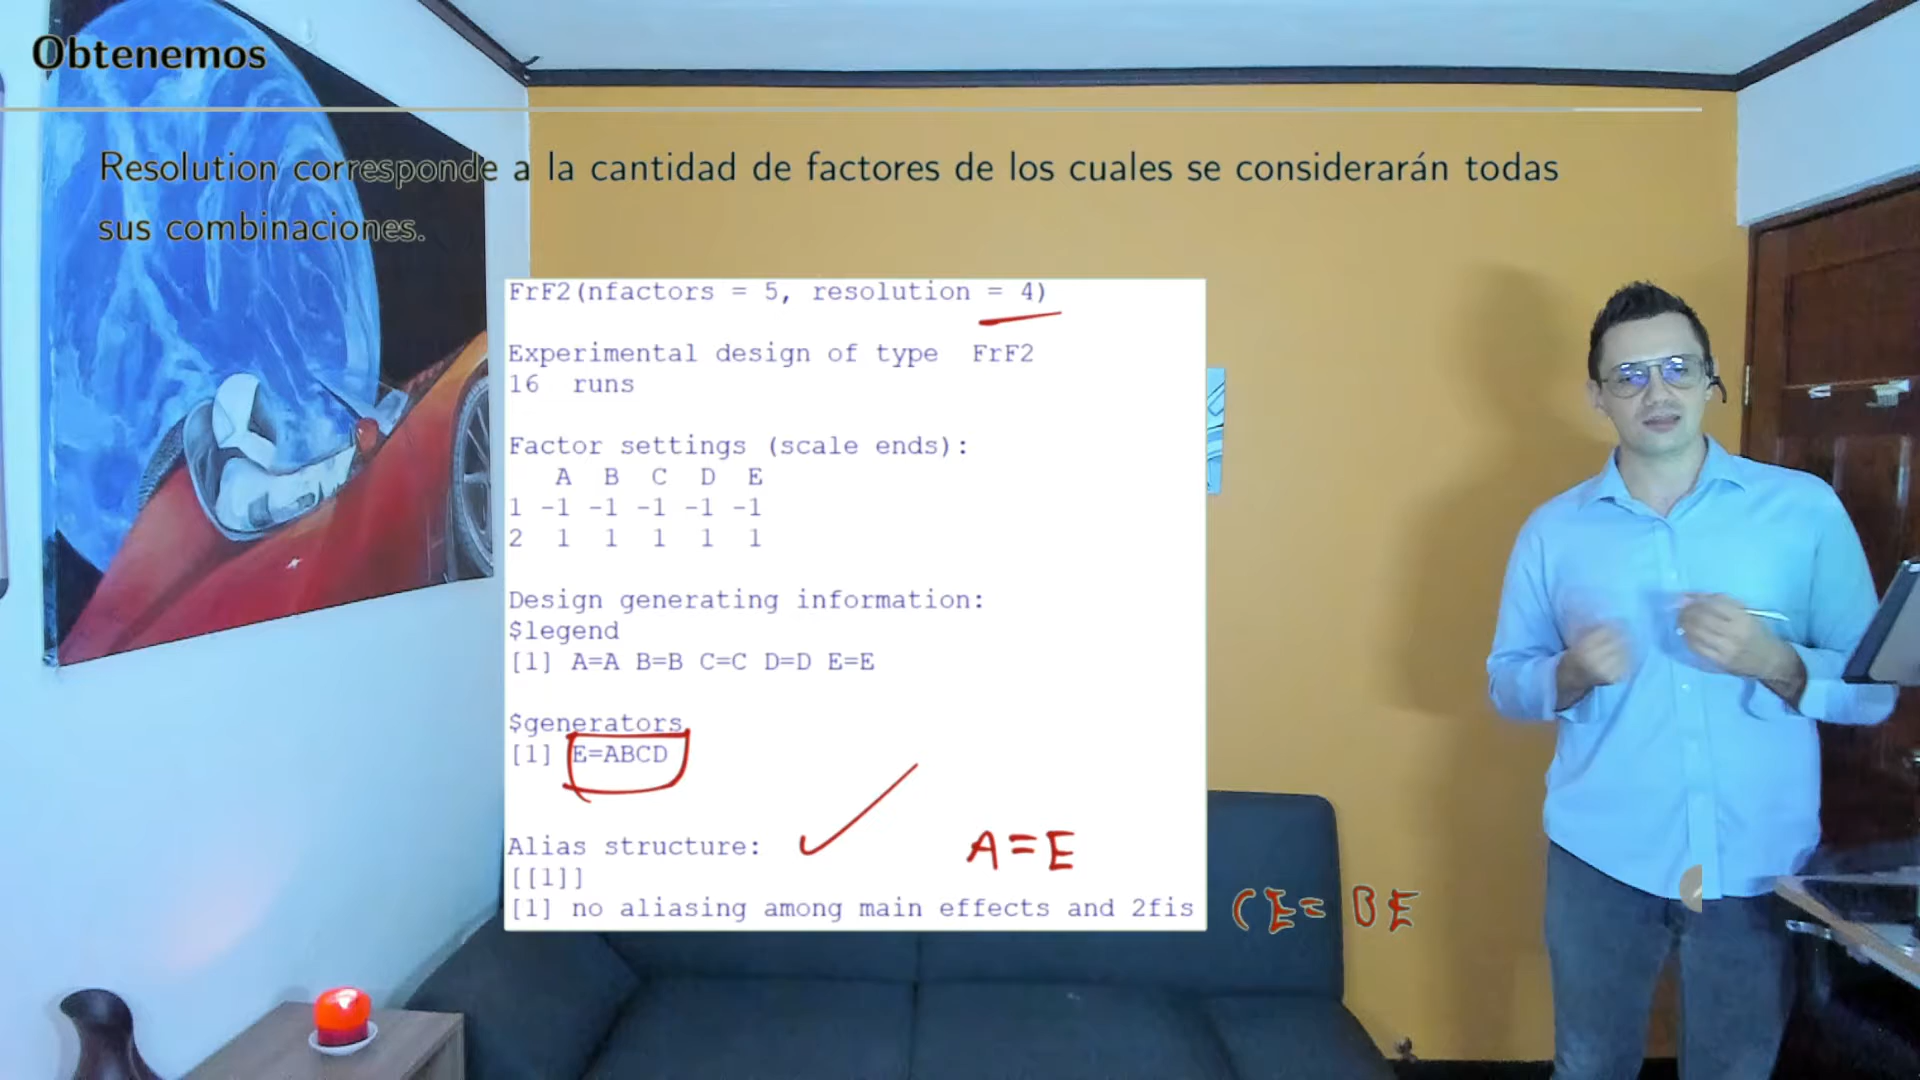 Obtenemos
Resolution corresponde a la cantidad de factores de los cuales se considerarán todas
sus combinaciones.
FrF2(nfactors = 5, resolution = 4)
Experimental design of type  FrF2
16  runs
Factor settings (scale ends):
A  B  C  D  E
1 -1 -1 -1 -1 -1
2  1  1  1  1  1
Design generating information:
$legend
[1] A=A B=B C=C D=D E=E
$generators
[1] E=ABCD
Alias structure:
A=E
[[1]]
[1] no aliasing among main effects and 2fis
CE= BE